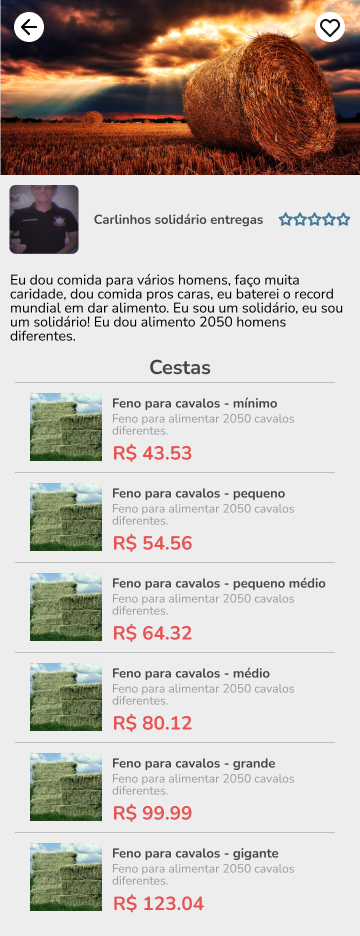 Carlinhos solidário entregas
Eu dou comida para vários homens, faço muita
caridade, dou comida pros caras, eu baterei o record
mundial em dar alimento. Eu sou um solidário, eu sou
um solidário! Eu dou alimento 2050 homens
diferentes.
Cestas
Feno para cavalos - mínimo
Feno para alimentar 2050 cavalos
diferentes.
R$ 43.53
Feno para cavalos - pequeno
Feno para alimentar 2050 cavalos
diferentes.
R$ 54.56
Feno para cavalos - pequeno médio
Feno para alimentar 2050 cavalos
diferentes.
R$ 64.32
Feno para cavalos - médio
Feno para alimentar 2050 cavalos
diferentes.
R$ 80.12
Feno para cavalos - grande
Feno para alimentar 2050 cavalos
diferentes.
R$ 99.99
Feno para cavalos - gigante
Feno para alimentar 2050 cavalos
diferentes.
R$ 123.04